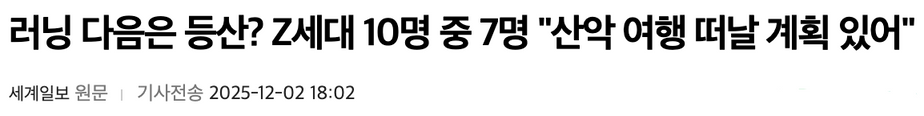 러닝 다음은 등산? Z세대 10명 중 7명 "산악 여행 떠날 계획 있어"
세계일보 원문 | 기사전송 2025-12-02 18:02